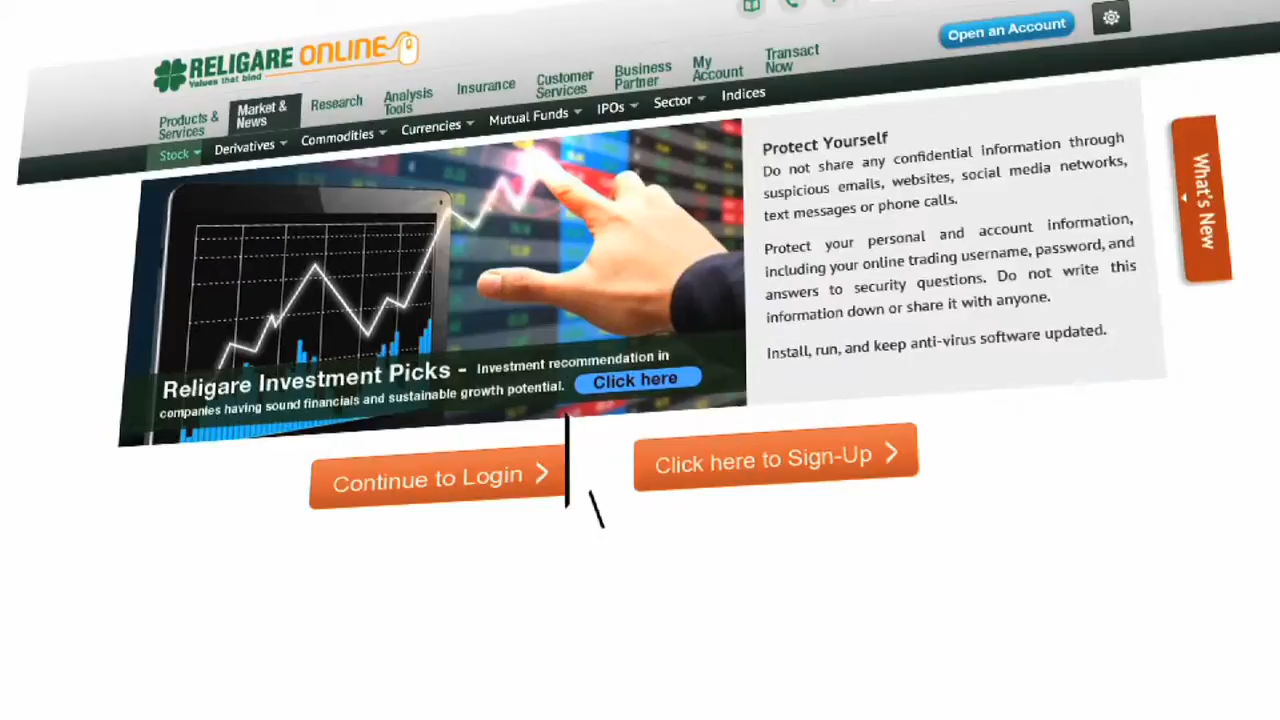 RELIGARE ONLINE
Values that bind
Open an Account
Products &
Services
Market &
News
Research
Analysis
Tools
Insurance
Customer
Services
Business
Partner
My
Account
Transact
Now
Stock
Derivatives
Commodities
Currencies
Mutual Funds
IPOs
Sector
Indices
Religare Investment Picks - Investment recommendation in
companies having sound financials and sustainable growth potential.
Click here
Protect Yourself
Do not share any confidential information through
suspicious emails, websites, social media networks,
text messages or phone calls.
Protect your personal and account information,
including your online trading username, password, and
answers to security questions. Do not write this
information down or share it with anyone.
Install, run, and keep anti-virus software updated.
What's New
Continue to Login
Click here to Sign-Up